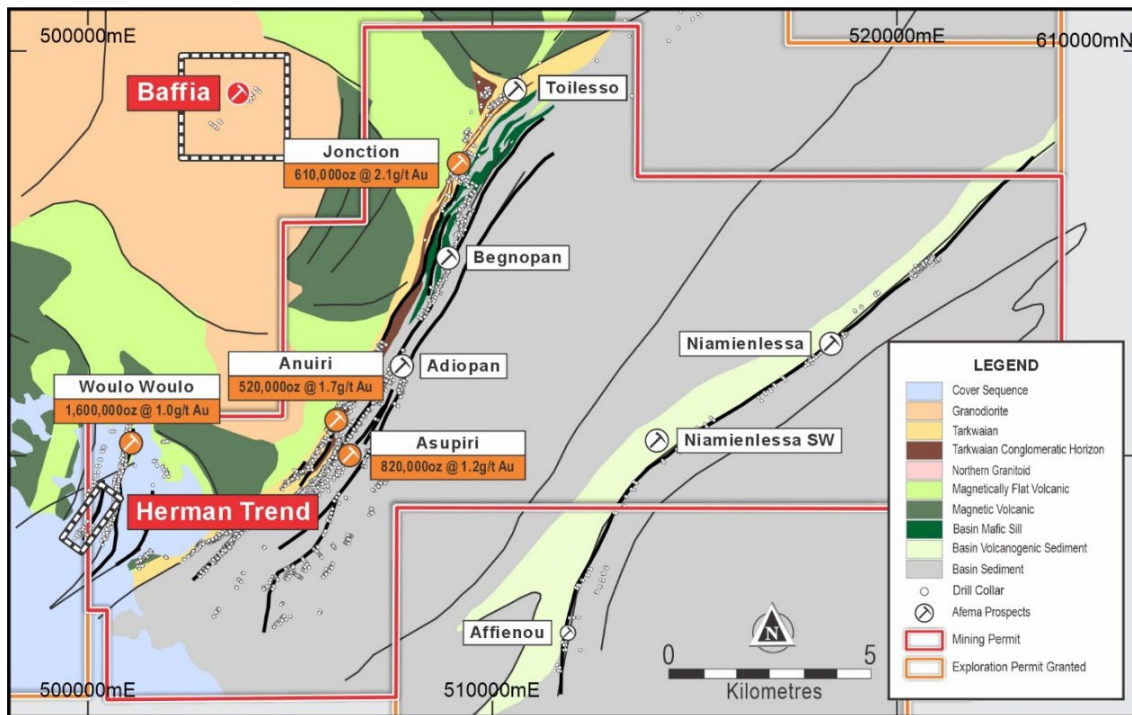 500000mE
520000mE
610000mN
Baffia
Toilesso
Jonction
610,000oz @ 2.1g/t Au
Begnopan
Anuiri
520,000oz @ 1.7g/t Au
Adiopan
Niamienlessa
Woulo Woulo
1,600,000oz @ 1.0g/t Au
Asupiri
820,000oz @ 1.2g/t Au
Niamienlessa SW
Herman Trend
Affienou
LEGEND
Cover Sequence
Granodiorite
Tarkwaian
Tarkwaian Conglomeratic Horizon
Northern Granitoid
Magnetically Flat Volcanic
Magnetic Volcanic
Basin Mafic Sill
Basin Volcanogenic Sediment
Basin Sediment
Drill Collar
Afema Prospects
Mining Permit
Exploration Permit Granted
N
0 5
Kilometres
500000mE
510000mE